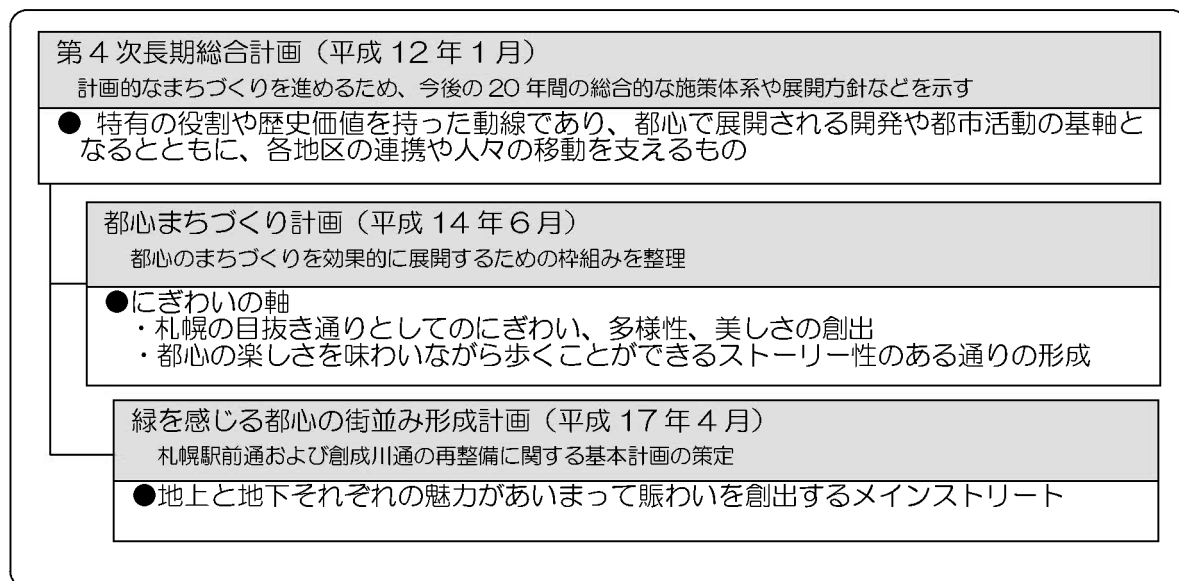 第4次長期総合計画（平成 12 年 1 月）
計画的なまちづくりを進めるため、今後の 20 年間の総合的な施策体系や展開方針などを示す
● 特有の役割や歴史価値を持った動線であり、都心で展開される開発や都市活動の基軸と
なるとともに、各地区の連携や人々の移動を支えるもの
都心まちづくり計画（平成 14 年 6 月）
都心のまちづくりを効果的に展開するための枠組みを整理
●にぎわいの軸
・札幌の目抜き通りとしてのにぎわい、多様性、美しさの創出
・都心の楽しさを味わいながら歩くことができるストーリー性のある通りの形成
緑を感じる都心の街並み形成計画（平成 17 年 4 月）
札幌駅前通および創成川通の再整備に関する基本計画の策定
●地上と地下それぞれの魅力があいまって賑わいを創出するメインストリート